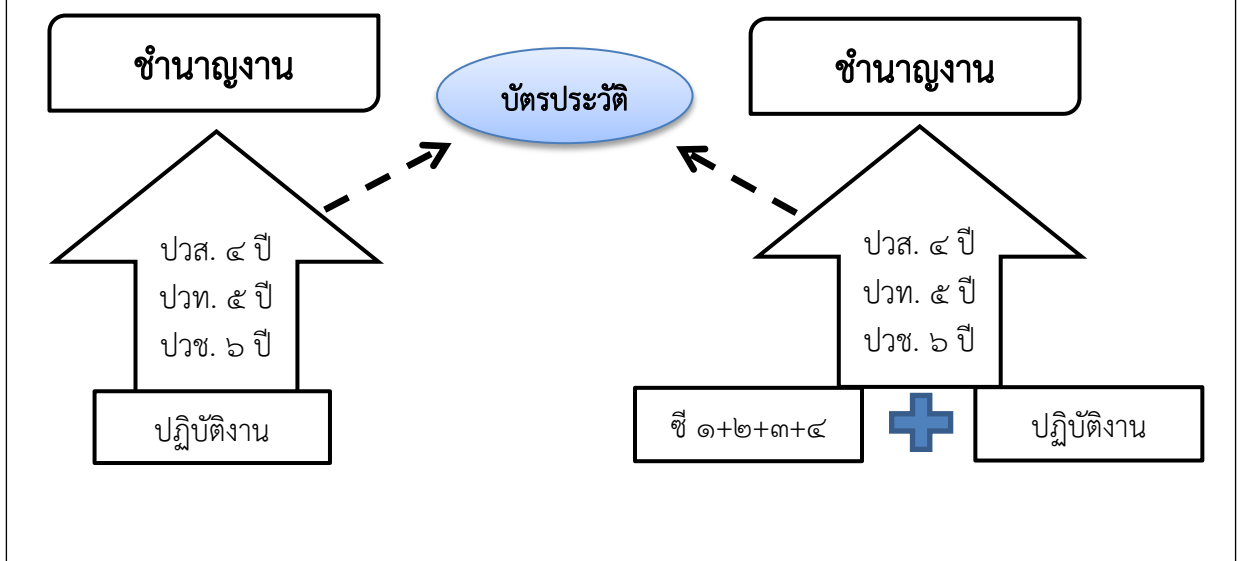 ชำนาญงาน
บัตรประวัติ
ชำนาญงาน
ปวส. ๔ ปี
ปวท. ๕ ปี
ปวช. ๖ ปี
ปฏิบัติงาน
ปวส. ๔ ปี
ปวท. ๕ ปี
ปวช. ๖ ปี
ซี ๑+๒+๓+๔
ปฏิบัติงาน